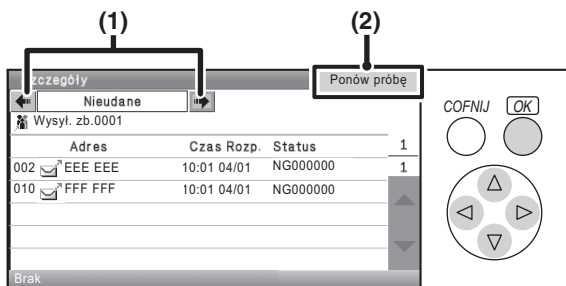 (1)
(2)
zczegóły
Ponów próbę
Nieudane
Wysył. zb.0001
Adres Czas Rozp. Status 1
002 EEE EEE 10:01 04/01 NG000000 1
010 FFF FFF 10:01 04/01 NG000000
Brak
COFNIJ OK